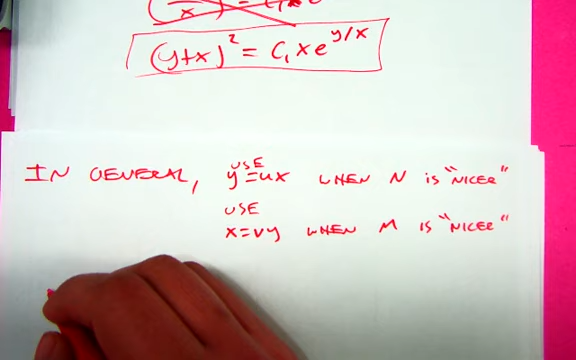 (y+x)² = C₁xe^(y/x)
IN GENERAL, USE y=ux WHEN N IS "NICER"
USE x=vy WHEN M IS "NICER"